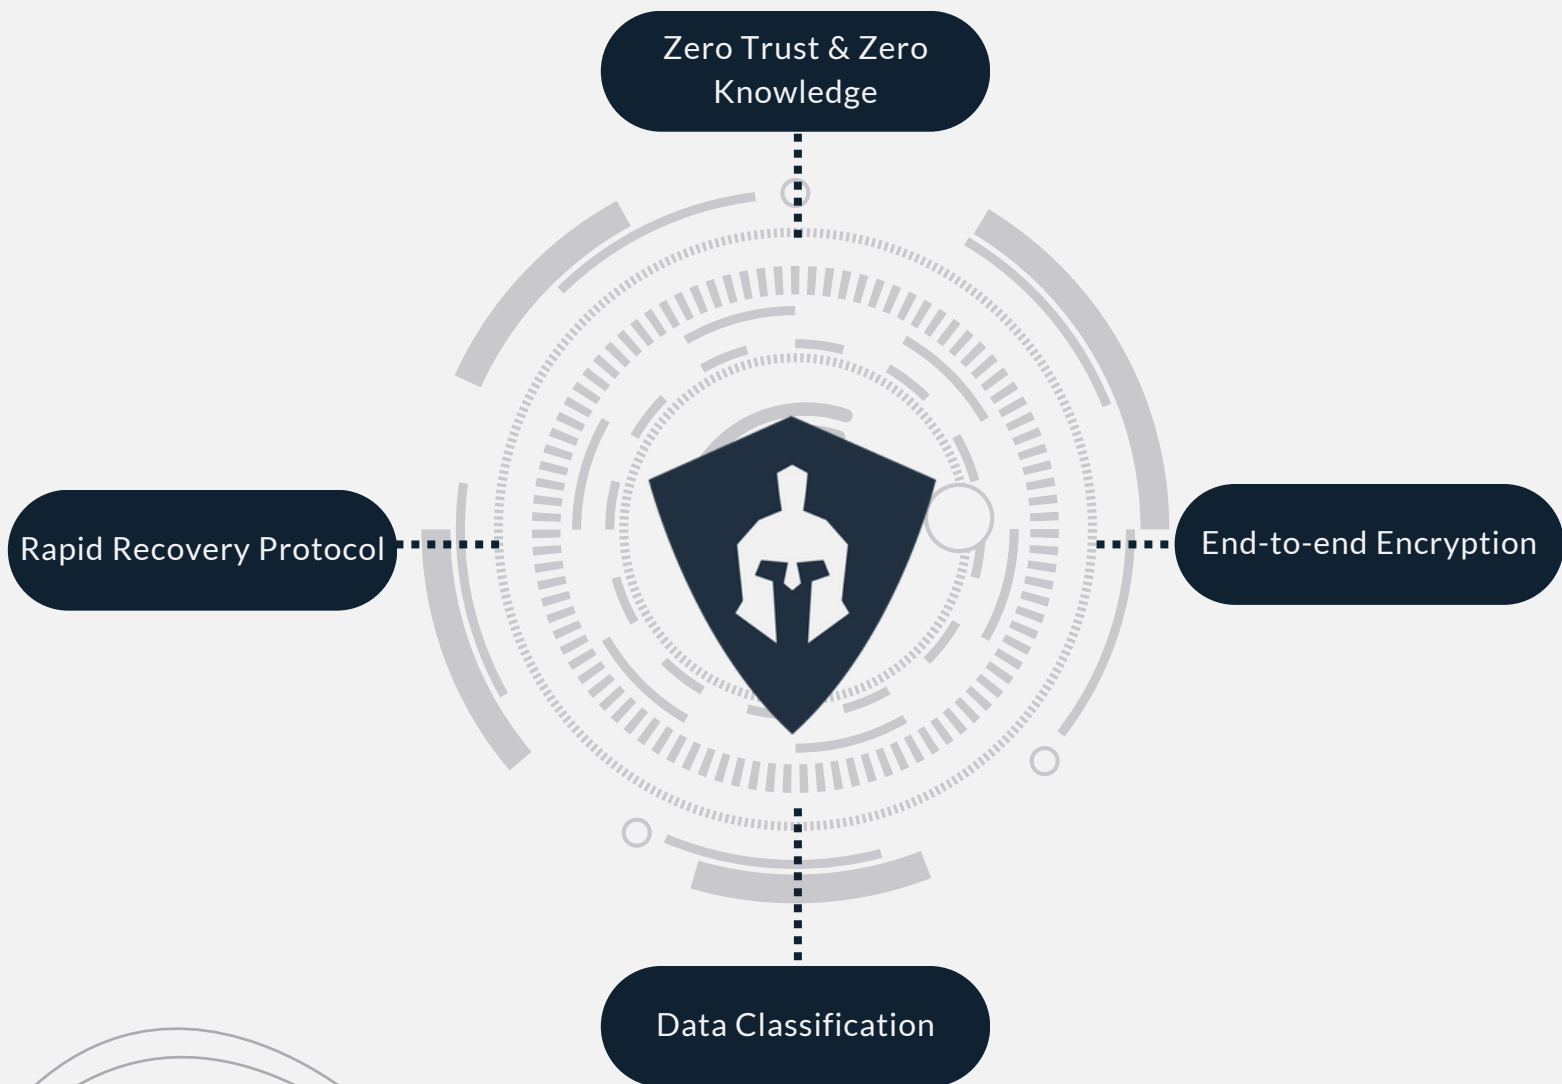 Zero Trust & Zero
Knowledge
Rapid Recovery Protocol
End-to-end Encryption
Data Classification